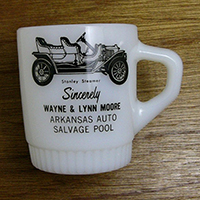 Stanley Steamer
Sincerely
WAYNE & LYNN MOORE
ARKANSAS AUTO
SALVAGE POOL